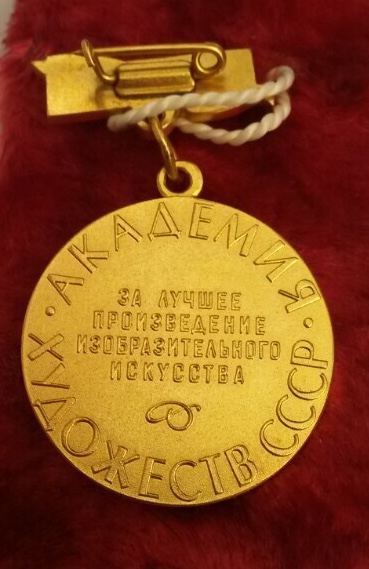 АКАДЕМИЯ
ХУДОЖЕСТВ СССР
ЗА ЛУЧШЕЕ
ПРОИЗВЕДЕНИЕ
ИЗОБРАЗИТЕЛЬНОГО
ИСКУССТВА